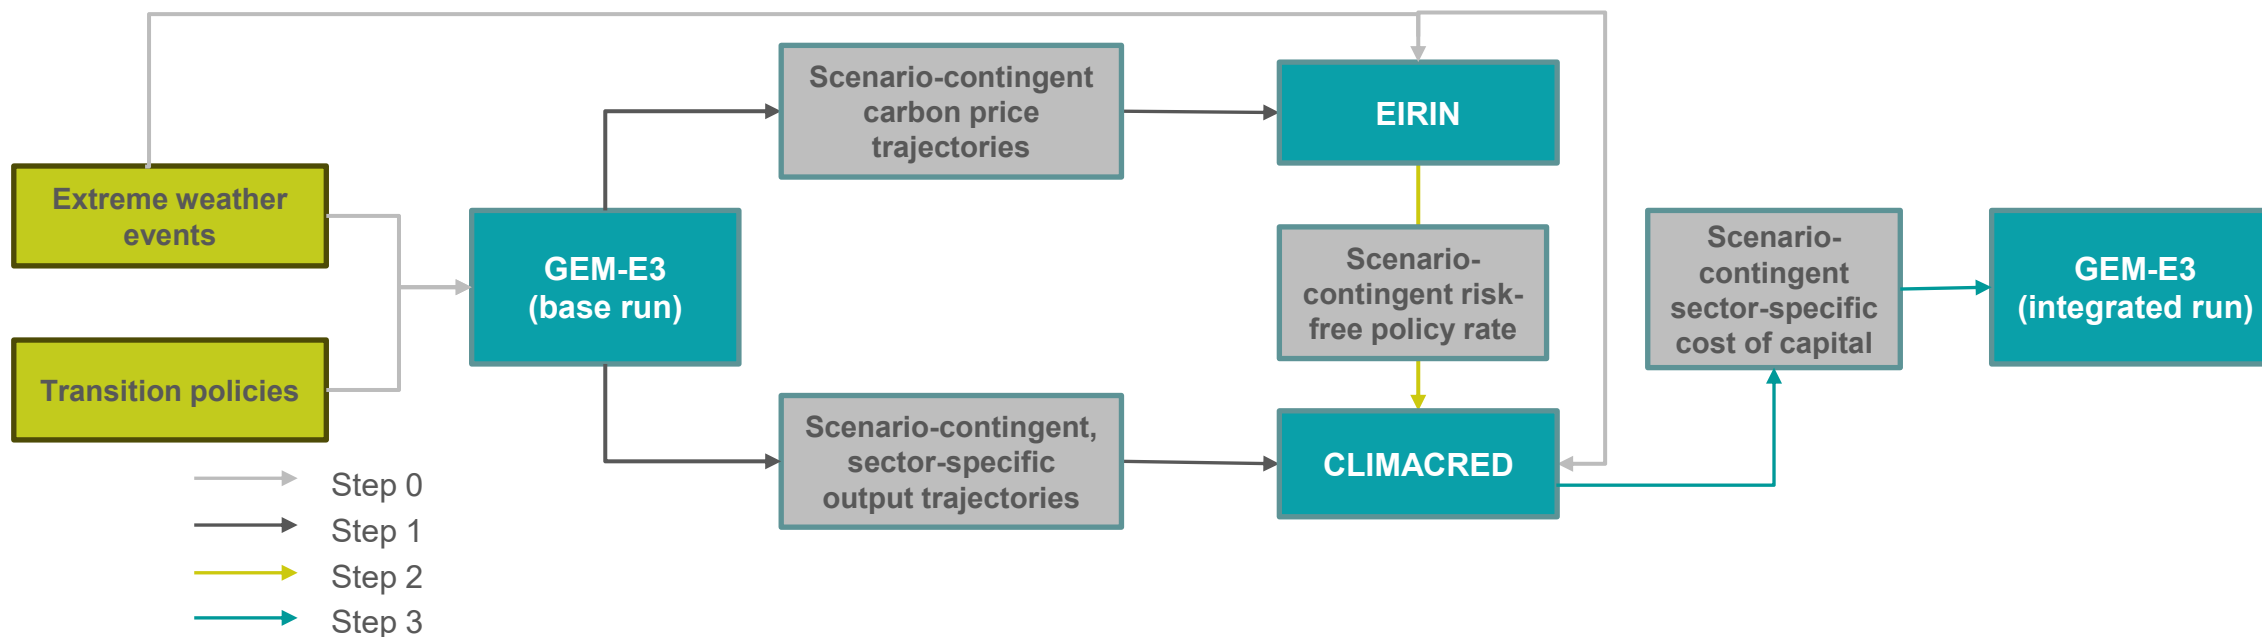 Extreme weather
events
Transition policies
GEM-E3
(base run)
Scenario-contingent
carbon price
trajectories
Scenario-contingent,
sector-specific
output trajectories
EIRIN
Scenario-
contingent risk-
free policy rate
CLIMACRED
Scenario-
contingent
sector-specific
cost of capital
GEM-E3
(integrated run)
Step 0
Step 1
Step 2
Step 3